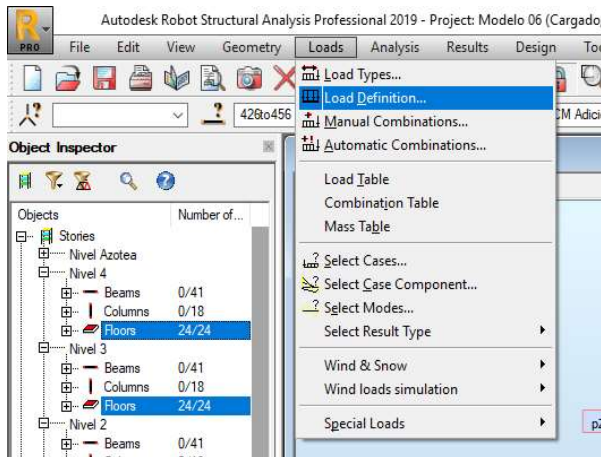 Autodesk Robot Structural Analysis Professional 2019 - Project: Modelo 06 (Cargado
PRO File Edit View Geometry Loads Analysis Results Design To
426to456
CM Adici
Load Types...
Load Definition...
Manual Combinations...
Automatic Combinations...
Load Table
Combination Table
Mass Table
Select Cases...
Select Case Component...
Select Modes...
Select Result Type
Wind & Snow
Wind loads simulation
Special Loads
Object Inspector
Objects Number of...
Stories
Nivel Azotea
Nivel 4
Beams 0/41
Columns 0/18
Floors 24/24
Nivel 3
Beams 0/41
Columns 0/18
Floors 24/24
Nivel 2
Beams 0/41